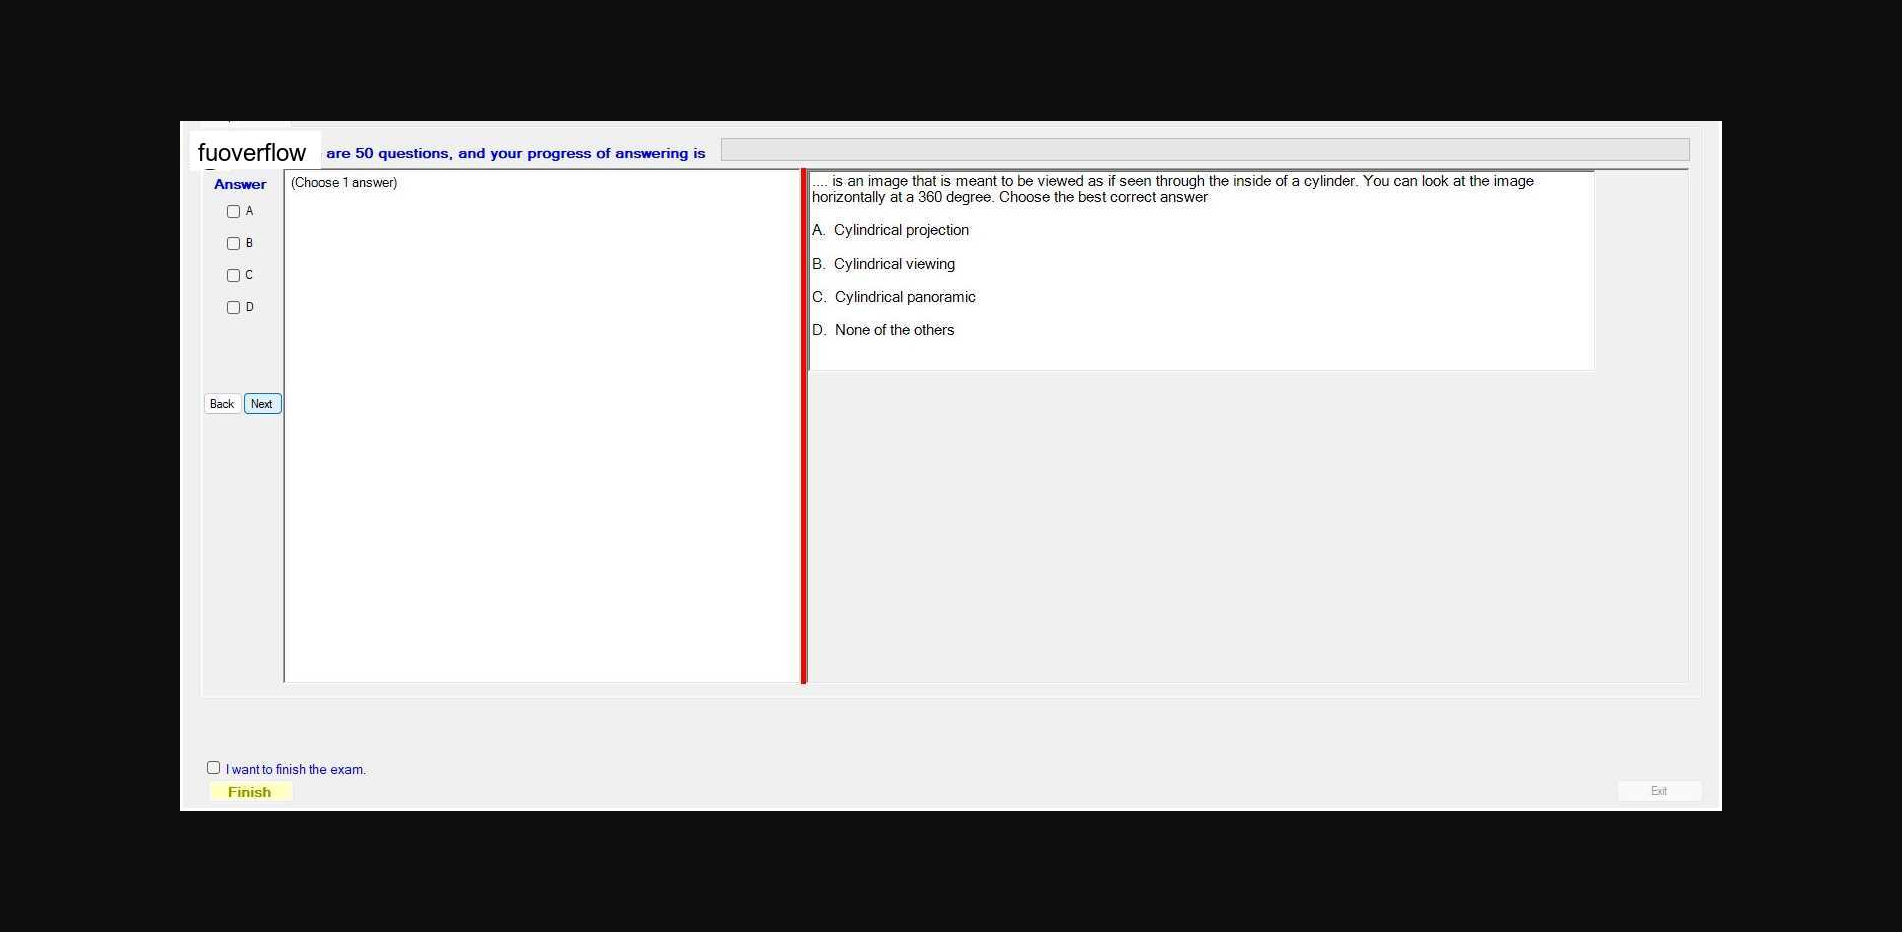 fuoverflow are 50 questions, and your progress of answering is
Answer
(Choose 1 answer)
A
B
C
D
Back Next
.... is an image that is meant to be viewed as if seen through the inside of a cylinder. You can look at the image
horizontally at a 360 degree. Choose the best correct answer
A. Cylindrical projection
B. Cylindrical viewing
C. Cylindrical panoramic
D. None of the others
I want to finish the exam.
Finish
Exit